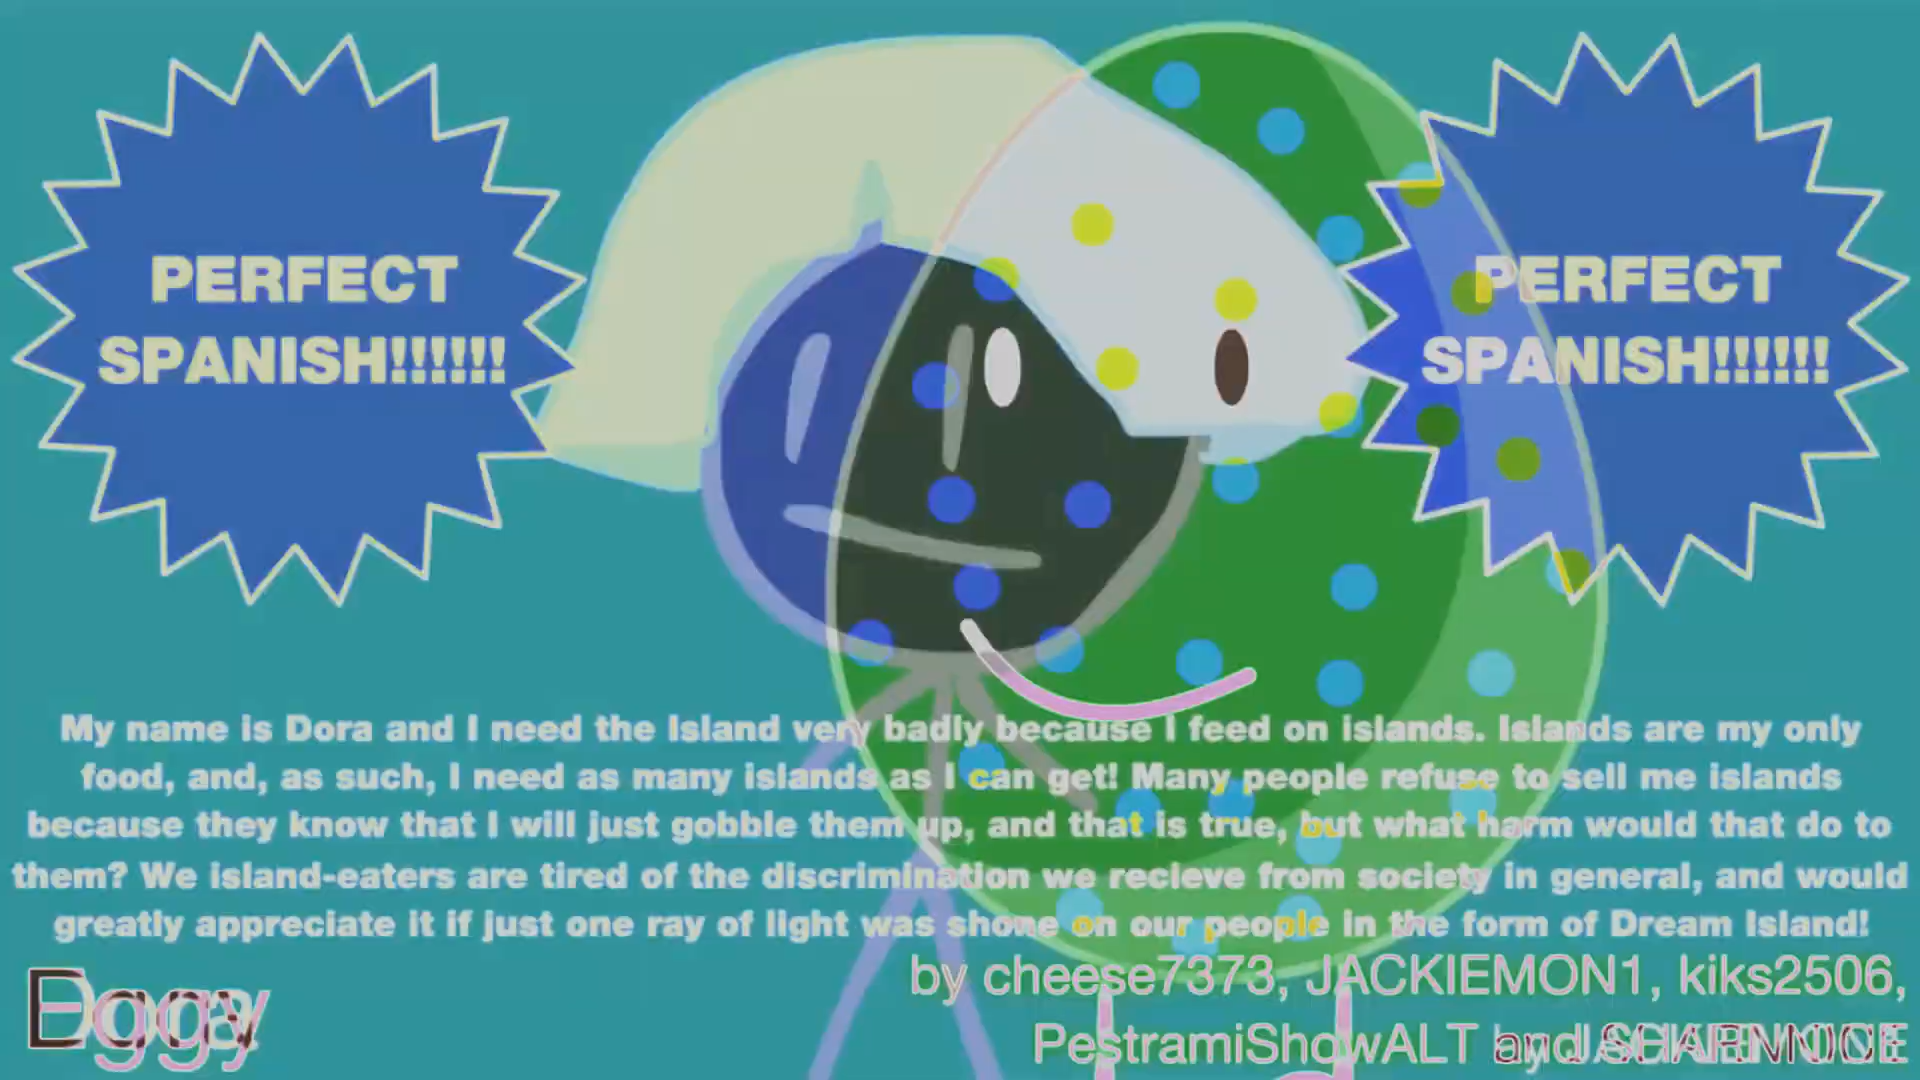 PERFECT
SPANISH!!!!!!
PERFECT
SPANISH!!!!!!
My name is Dora and I need the Island very badly because I feed on islands. Islands are my only
food, and, as such, I need as many islands as I can get! Many people refuse to sell me islands
because they know that I will just gobble them up, and that is true, but what harm would that do to
them? We island-eaters are tired of the discrimination we recieve from society in general, and would
greatly appreciate it if just one ray of light was shone on our people in the form of Dream Island!
Dora
Eggy
by cheese7373, JACKIEMON1, kiks2506,
PestramiShowALT and